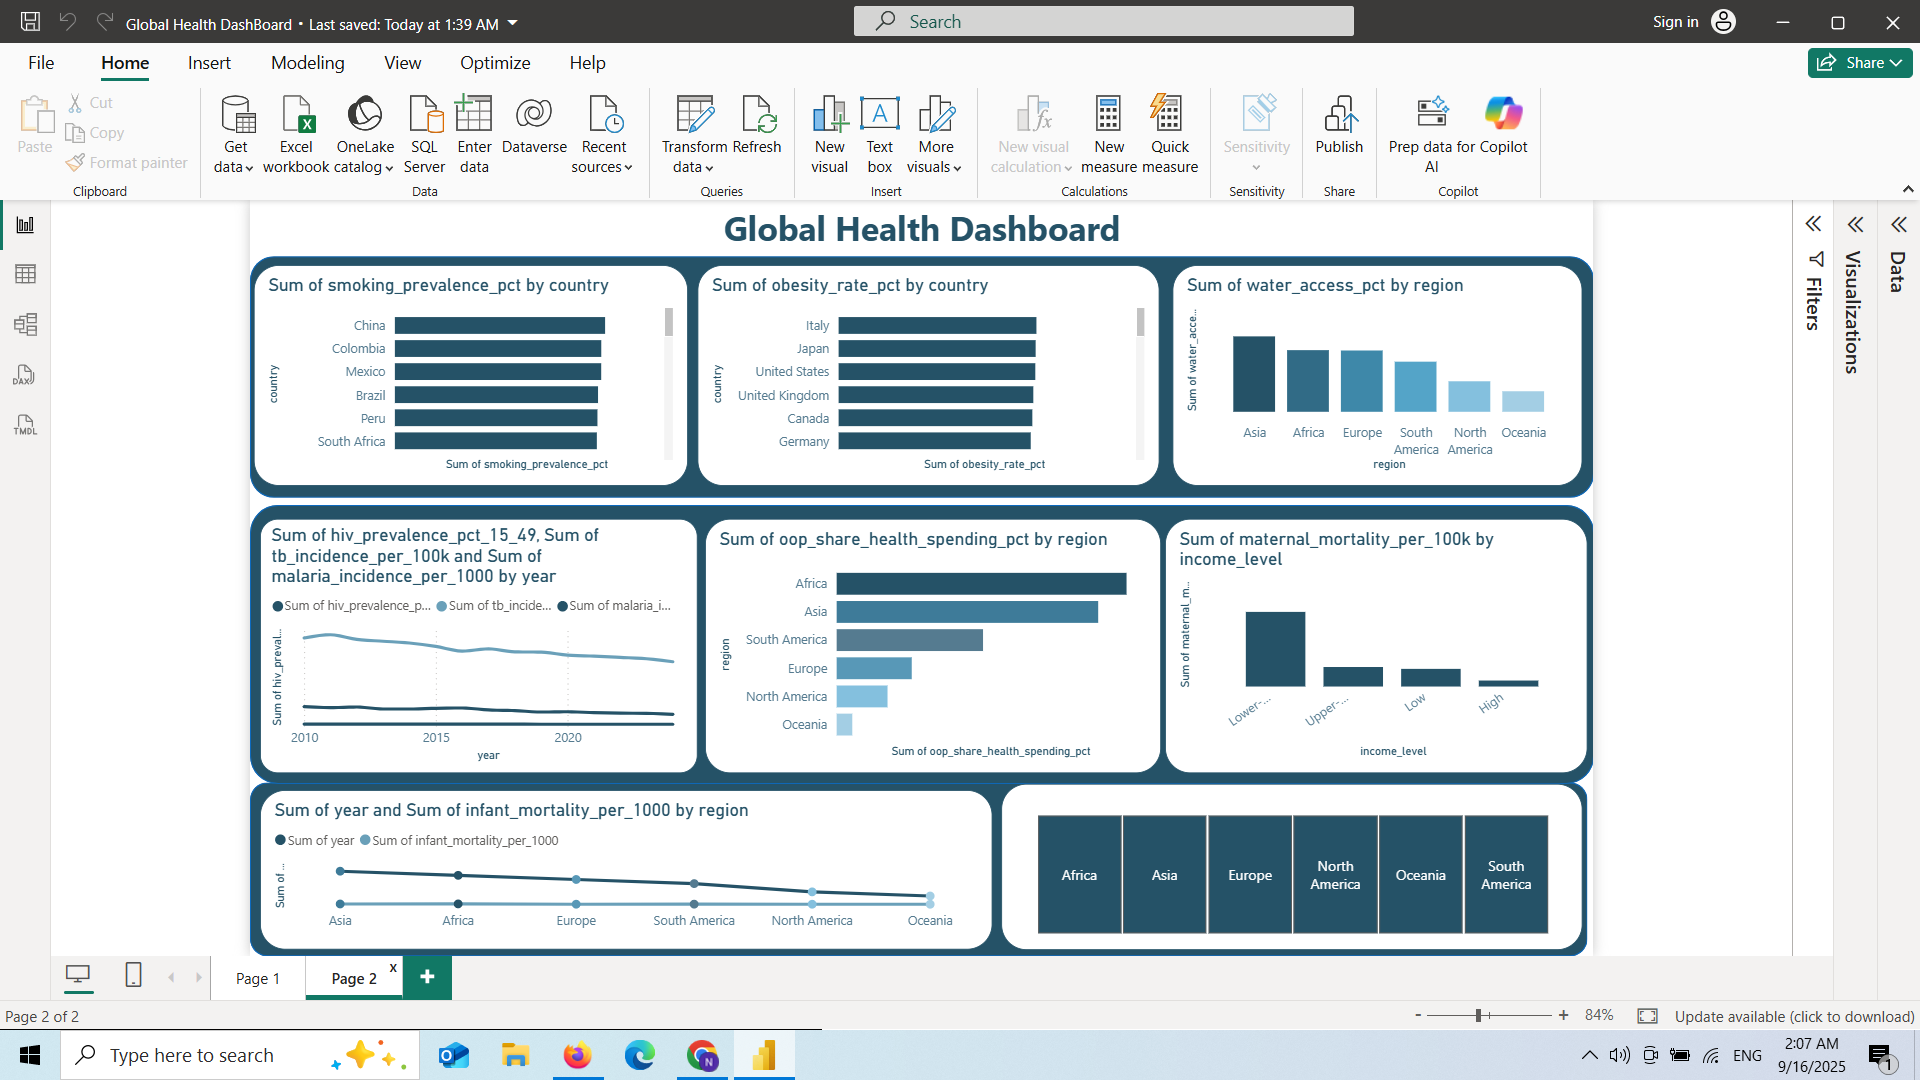 Global Health DashBoard • Last saved: Today at 1:39 AM
Search
Sign in
File Home Insert Modeling View Optimize Help
Share
Paste
Cut
Copy
Format painter
Clipboard
Get data
Excel workbook
OneLake catalog
SQL Server
Enter data
Dataverse
Recent sources
Data
Transform data
Refresh
Queries
New visual
Text box
More visuals
Insert
New visual calculation
New measure
Quick measure
Calculations
Sensitivity
Sensitivity
Publish
Share
Prep data for AI
Copilot
Copilot
Global Health Dashboard
Sum of smoking_prevalence_pct by country
country
China
Colombia
Mexico
Brazil
Peru
South Africa
Sum of smoking_prevalence_pct
Sum of obesity_rate_pct by country
country
Italy
Japan
United States
United Kingdom
Canada
Germany
Sum of obesity_rate_pct
Sum of water_access_pct by region
Sum of water_acce...
Asia
Africa
Europe
South America
North America
Oceania
region
Sum of hiv_prevalence_pct_15_49, Sum of
tb_incidence_per_100k and Sum of
malaria_incidence_per_1000 by year
Sum of hiv_prevalence_p... Sum of tb_incide... Sum of malaria_i...
Sum of hiv_preval...
2010 2015 2020
year
Sum of oop_share_health_spending_pct by region
region
Africa
Asia
South America
Europe
North America
Oceania
Sum of oop_share_health_spending_pct
Sum of maternal_mortality_per_100k by
income_level
Sum of maternal_m...
Lower-...
Upper-...
Low
High
income_level
Sum of year and Sum of infant_mortality_per_1000 by region
Sum of year Sum of infant_mortality_per_1000
Sum of ...
Asia Africa Europe South America North America Oceania
Africa
Asia
Europe
North America
Oceania
South America
Filters
Visualizations
Data
DAX
TMDL
Page 1
Page 2
x
+
Page 2 of 2
- + 84%
Update available (click to download)
Type here to search
N
ENG
2:07 AM
9/16/2025
1